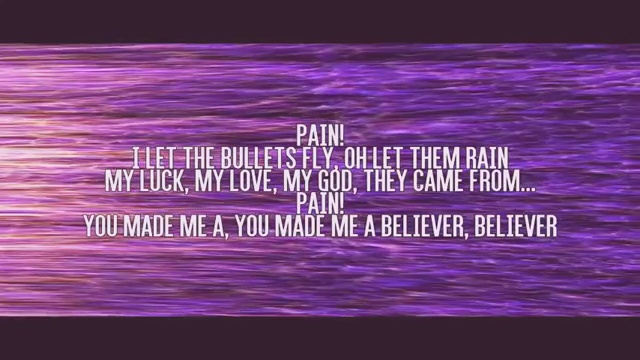 PAIN!
I LET THE BULLETS FLY, OH LET THEM RAIN
MY LUCK, MY LOVE, MY GOD, THEY CAME FROM...
PAIN!
YOU MADE ME A, YOU MADE ME A BELIEVER, BELIEVER